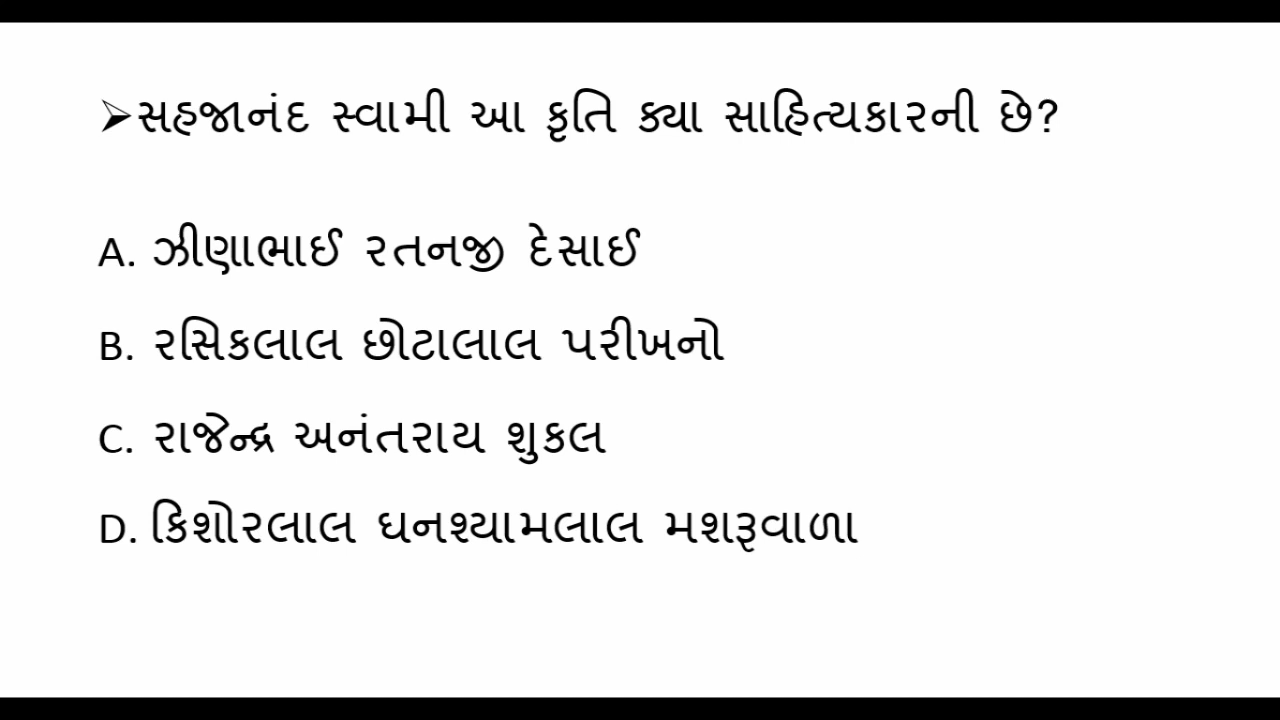 ➢સહજાનંદ સ્વામી આ કૃતિ ક્યા સાહિત્યકારની છે?
A. ઝીણાભાઈ રતનજી દેસાઈ
B. રસિકલાલ છોટાલાલ પરીખનો
C. રાજેન્દ્ર અનંતરાય શુકલ
D. કિશોરલાલ ઘનશ્યામલાલ મશરૂવાળા